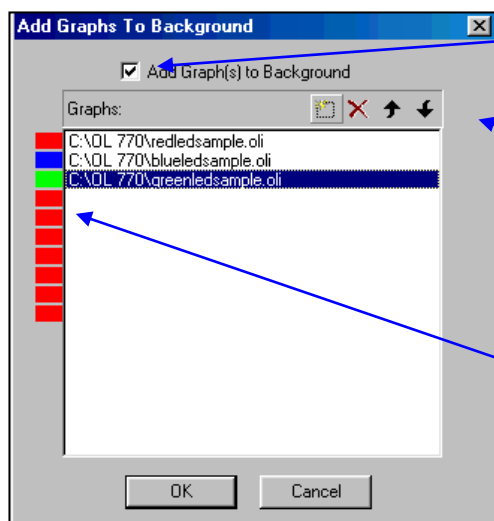 Add Graphs To Background
Add Graph(s) to Background
Graphs:
C:\OL 770\redledsample.oli
C:\OL 770\blueledsample.oli
C:\OL 770\greenledsample.oli
OK
Cancel